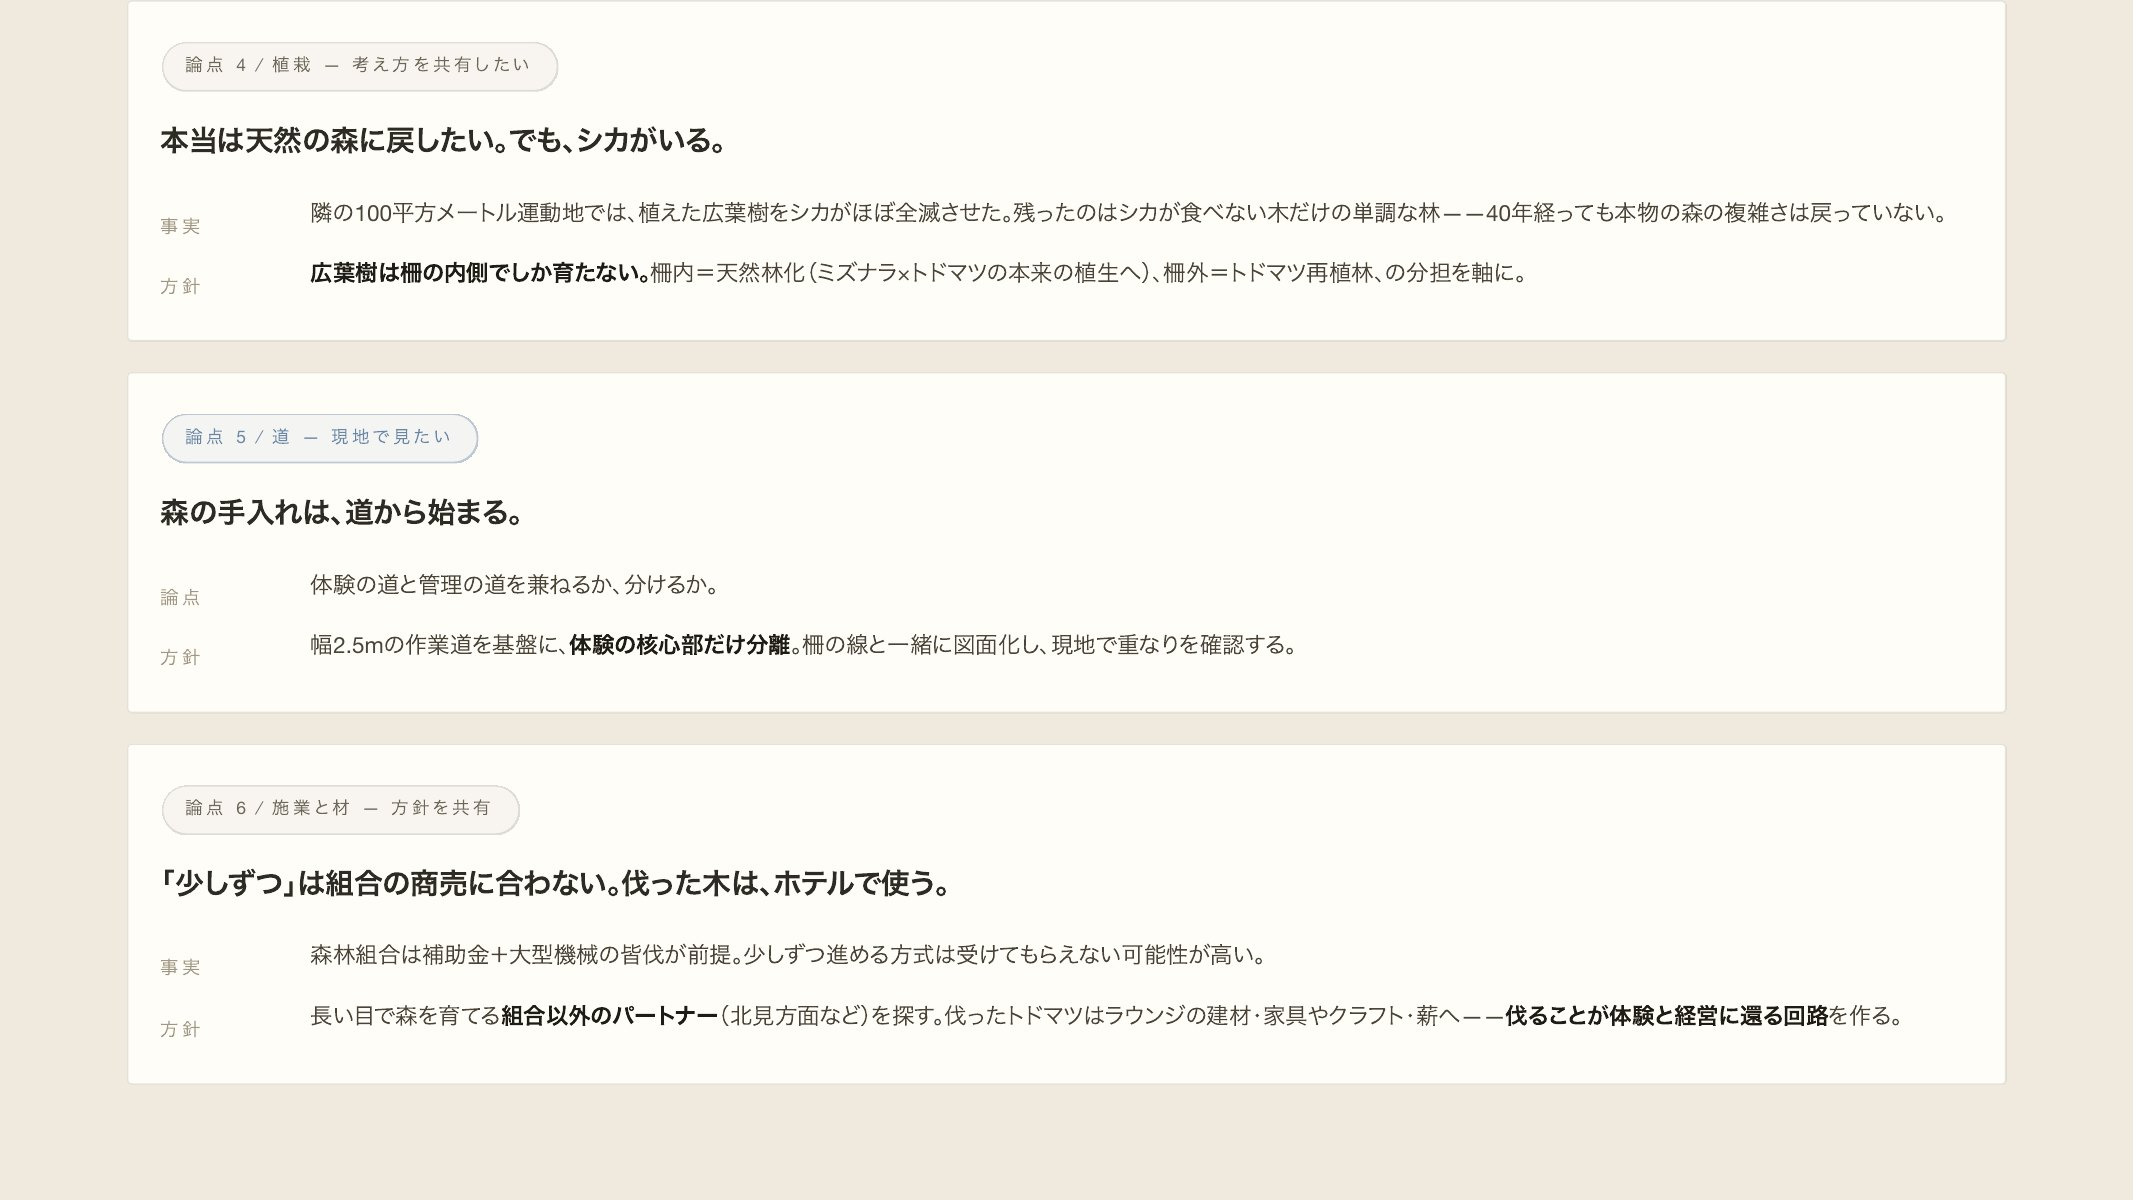 論点 4 / 植栽 — 考え方を共有したい
本当は天然の森に戻したい。でも、シカがいる。
事実 隣の100平方メートル運動地では、植えた広葉樹をシカがほぼ全滅させた。残ったのはシカが食べない木だけの単調な林——40年経っても本物の森の複雑さは戻っていない。
方針 広葉樹は柵の内側でしか育たない。柵内＝天然林化（ミズナラ×トドマツの本来の植生へ）、柵外＝トドマツ再植林、の分担を軸に。
論点 5 / 道 — 現地で見たい
森の手入れは、道から始まる。
論点 体験の道と管理の道を兼ねるか、分けるか。
方針 幅2.5mの作業道を基盤に、体験の核心部だけ分離。柵の線と一緒に図面化し、現地で重なりを確認する。
論点 6 / 施業と材 — 方針を共有
「少しずつ」は組合の商売に合わない。伐った木は、ホテルで使う。
事実 森林組合は補助金＋大型機械の皆伐が前提。少しずつ進める方式は受けてもらえない可能性が高い。
方針 長い目で森を育てる組合以外のパートナー（北見方面など）を探す。伐ったトドマツはラウンジの建材・家具やクラフト・薪へ——伐ることが体験と経営に還る回路を作る。